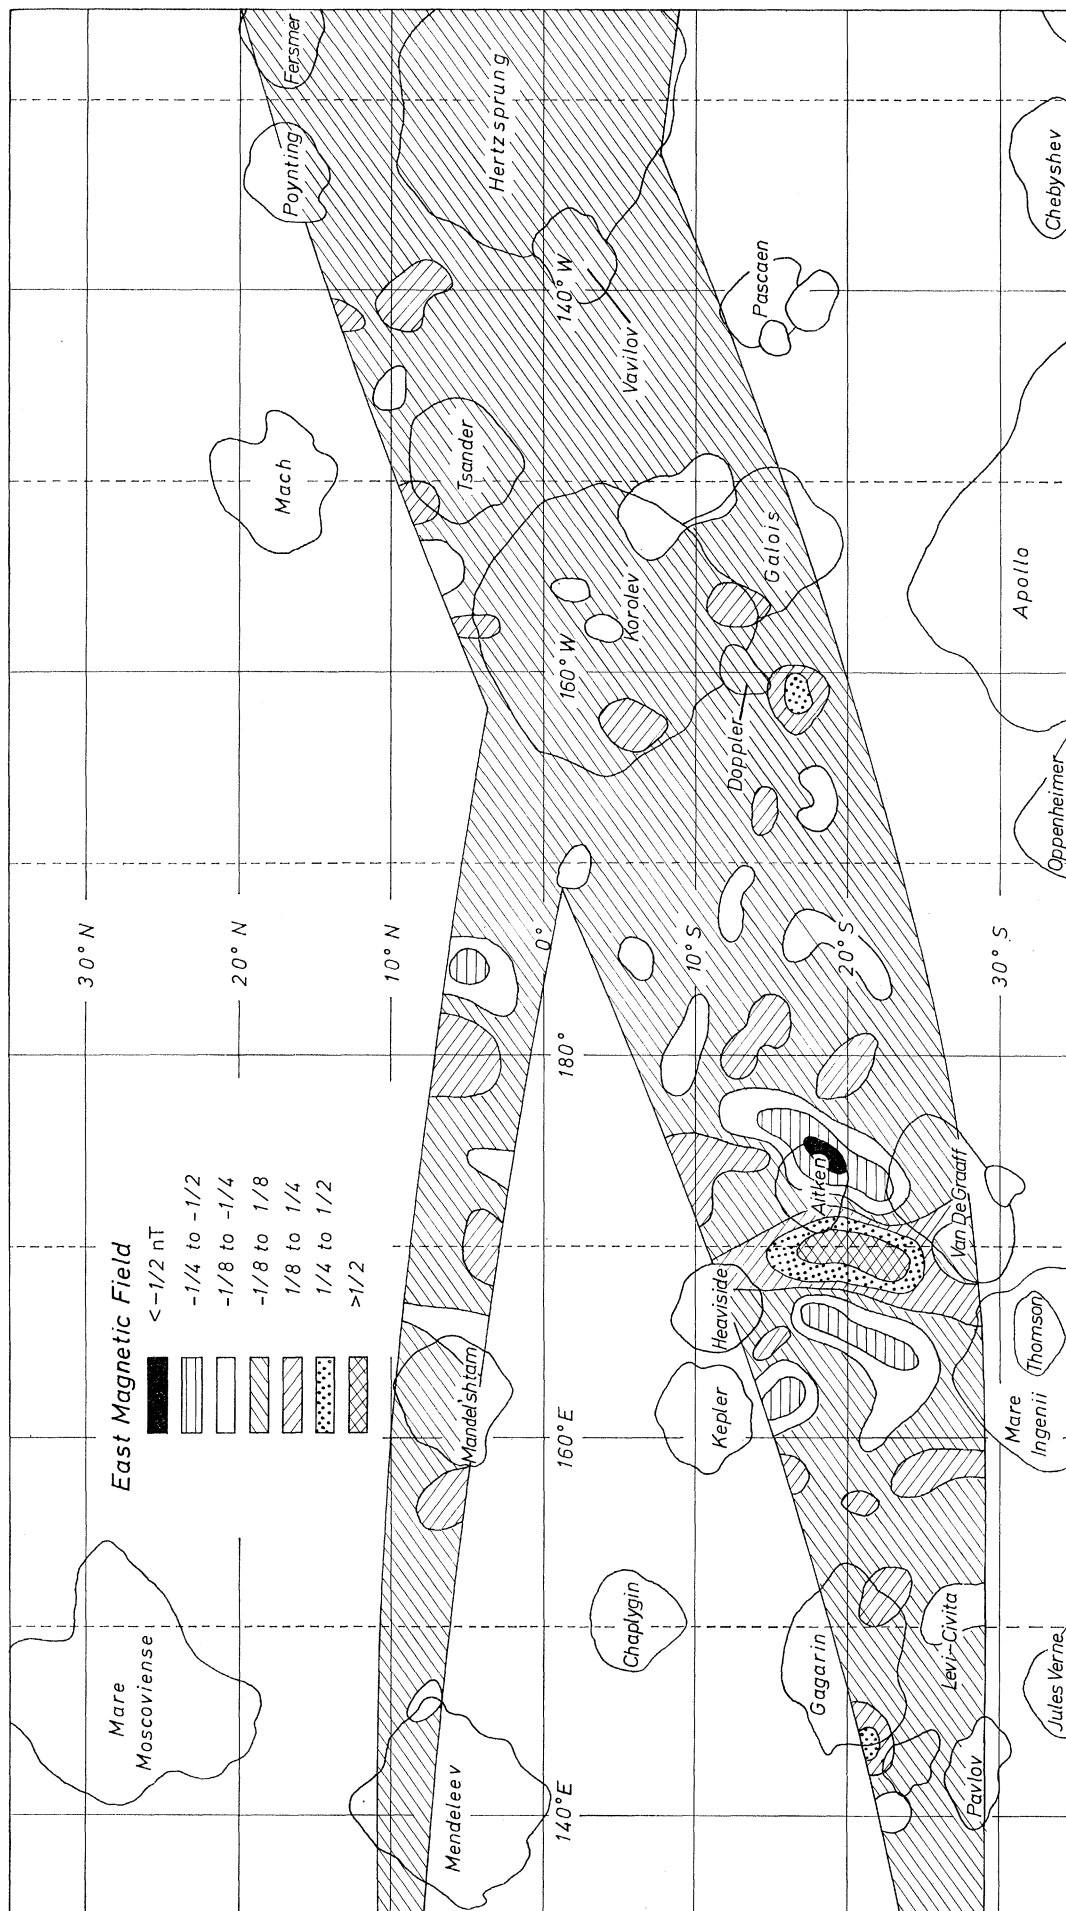 East Magnetic Field
<-1/2 nT
-1/4 to -1/2
-1/8 to -1/4
-1/8 to 1/8
1/8 to 1/4
1/4 to 1/2
>1/2
30° N
20° N
10° N
0°
10° S
20° S
30° S
140°E
160°E
180°
160°W
140°W
Mare
Moscoviense
Mendeleev
Mandel'shtam
Chaplygin
Gagarin
Levi-Civita
Jules Verne
Pavlov
Kepler
Heaviside
Aitken
Van De Graaff
Thomson
Mare
Ingenii
Mach
Tsander
Korolev
Doppler
Galois
Oppenheimer
Apollo
Poynting
Fersmer
Hertzsprung
Vavilov
Pascaen
Chebyshev